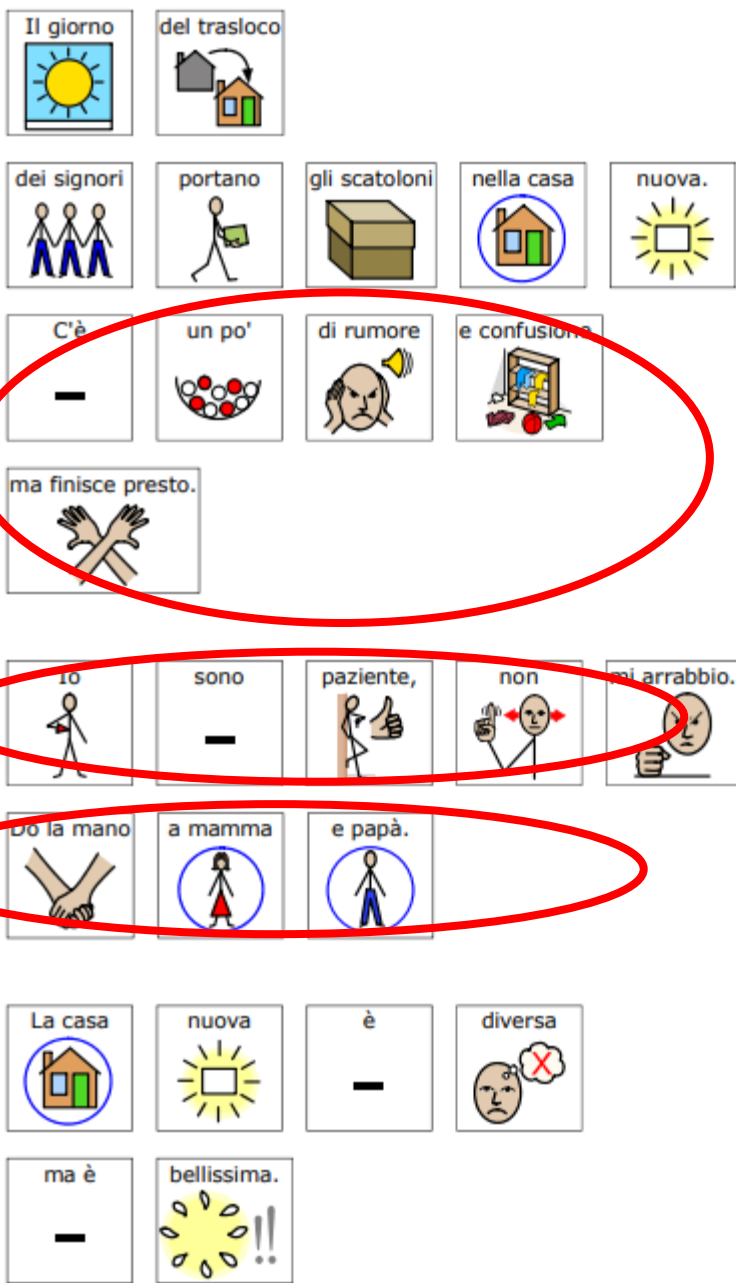 Il giorno del trasloco
dei signori portano gli scatoloni nella casa nuova.
C'è un po' di rumore e confusione
ma finisce presto.
Io sono paziente, non mi arrabbio.
Do la mano a mamma e papà.
La casa nuova è diversa
ma è bellissima.